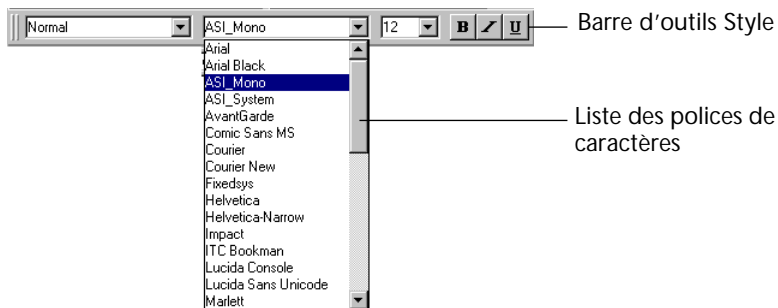 Normal ASI_Mono 12 B I U Barre d'outils Style
Arial
Arial Black
ASI_Mono
ASI_System
AvantGarde
Comic Sans MS
Courier
Courier New
Fixedsys
Helvetica
Helvetica-Narrow
Impact
ITC Bookman
Lucida Console
Lucida Sans Unicode
Marlett
Liste des polices de
caractères